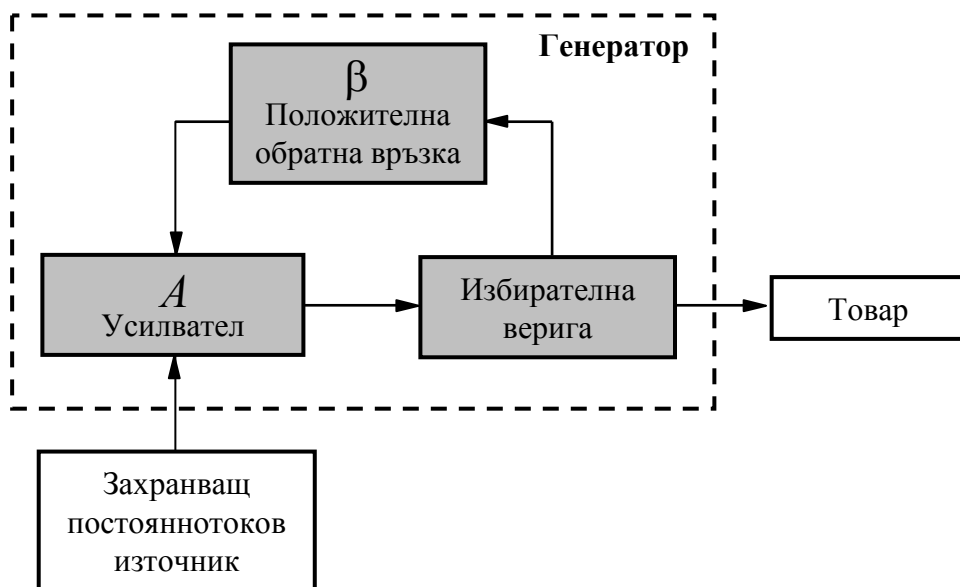 Генератор
β
Положителна
обратна връзка
A
Усилвател
Избирателна
верига
Товар
Захранващ
постояннотоков
източник